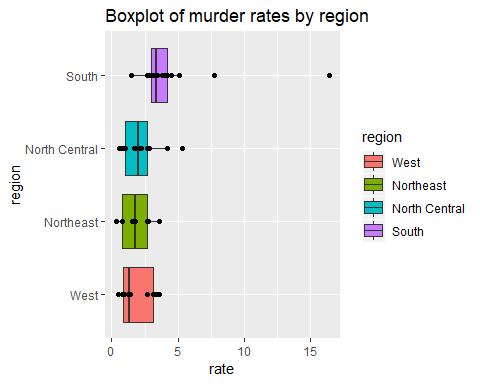 Boxplot of murder rates by region
region
South
North Central
Northeast
West
0
5
10
15
rate
region
West
Northeast
North Central
South